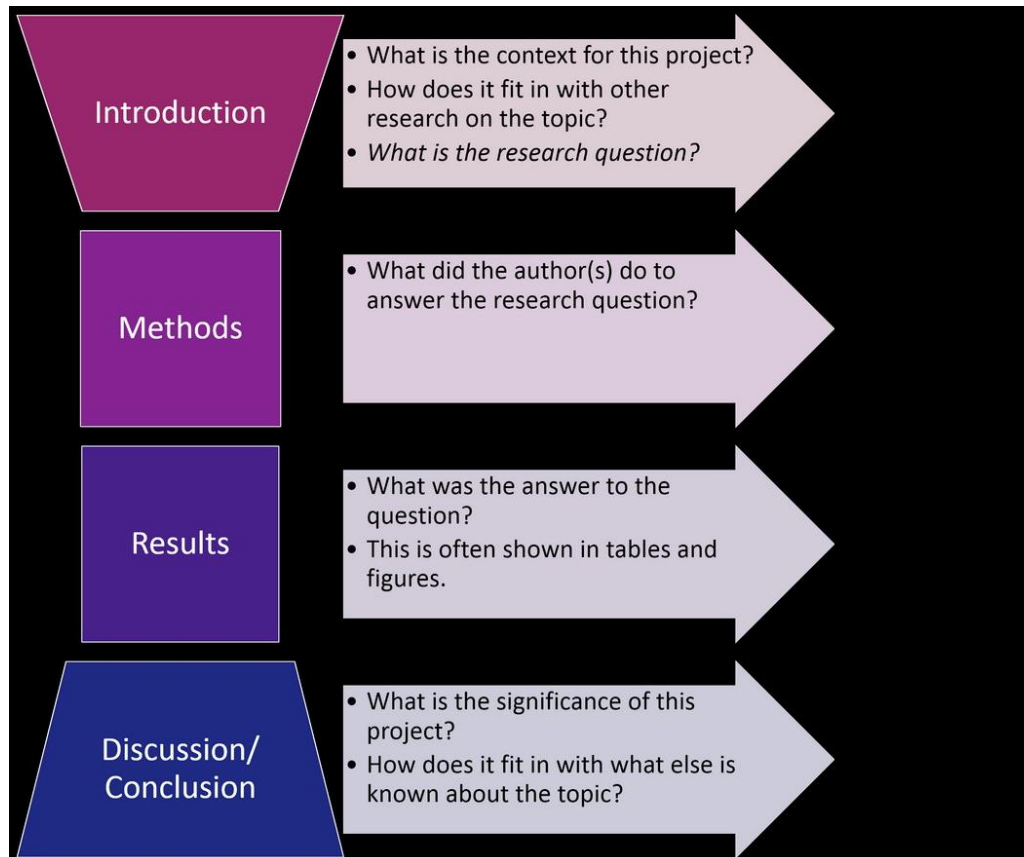 Introduction
• What is the context for this project?
• How does it fit in with other
research on the topic?
• What is the research question?
Methods
• What did the author(s) do to
answer the research question?
Results
• What was the answer to the
question?
• This is often shown in tables and
figures.
Discussion/
Conclusion
• What is the significance of this
project?
• How does it fit in with what else is
known about the topic?